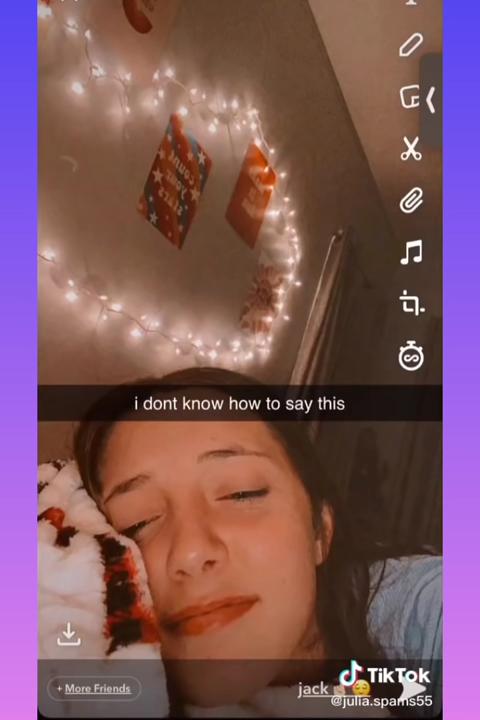 i dont know how to say this
+ More Friends
jack
TikTok
@julia.spams55